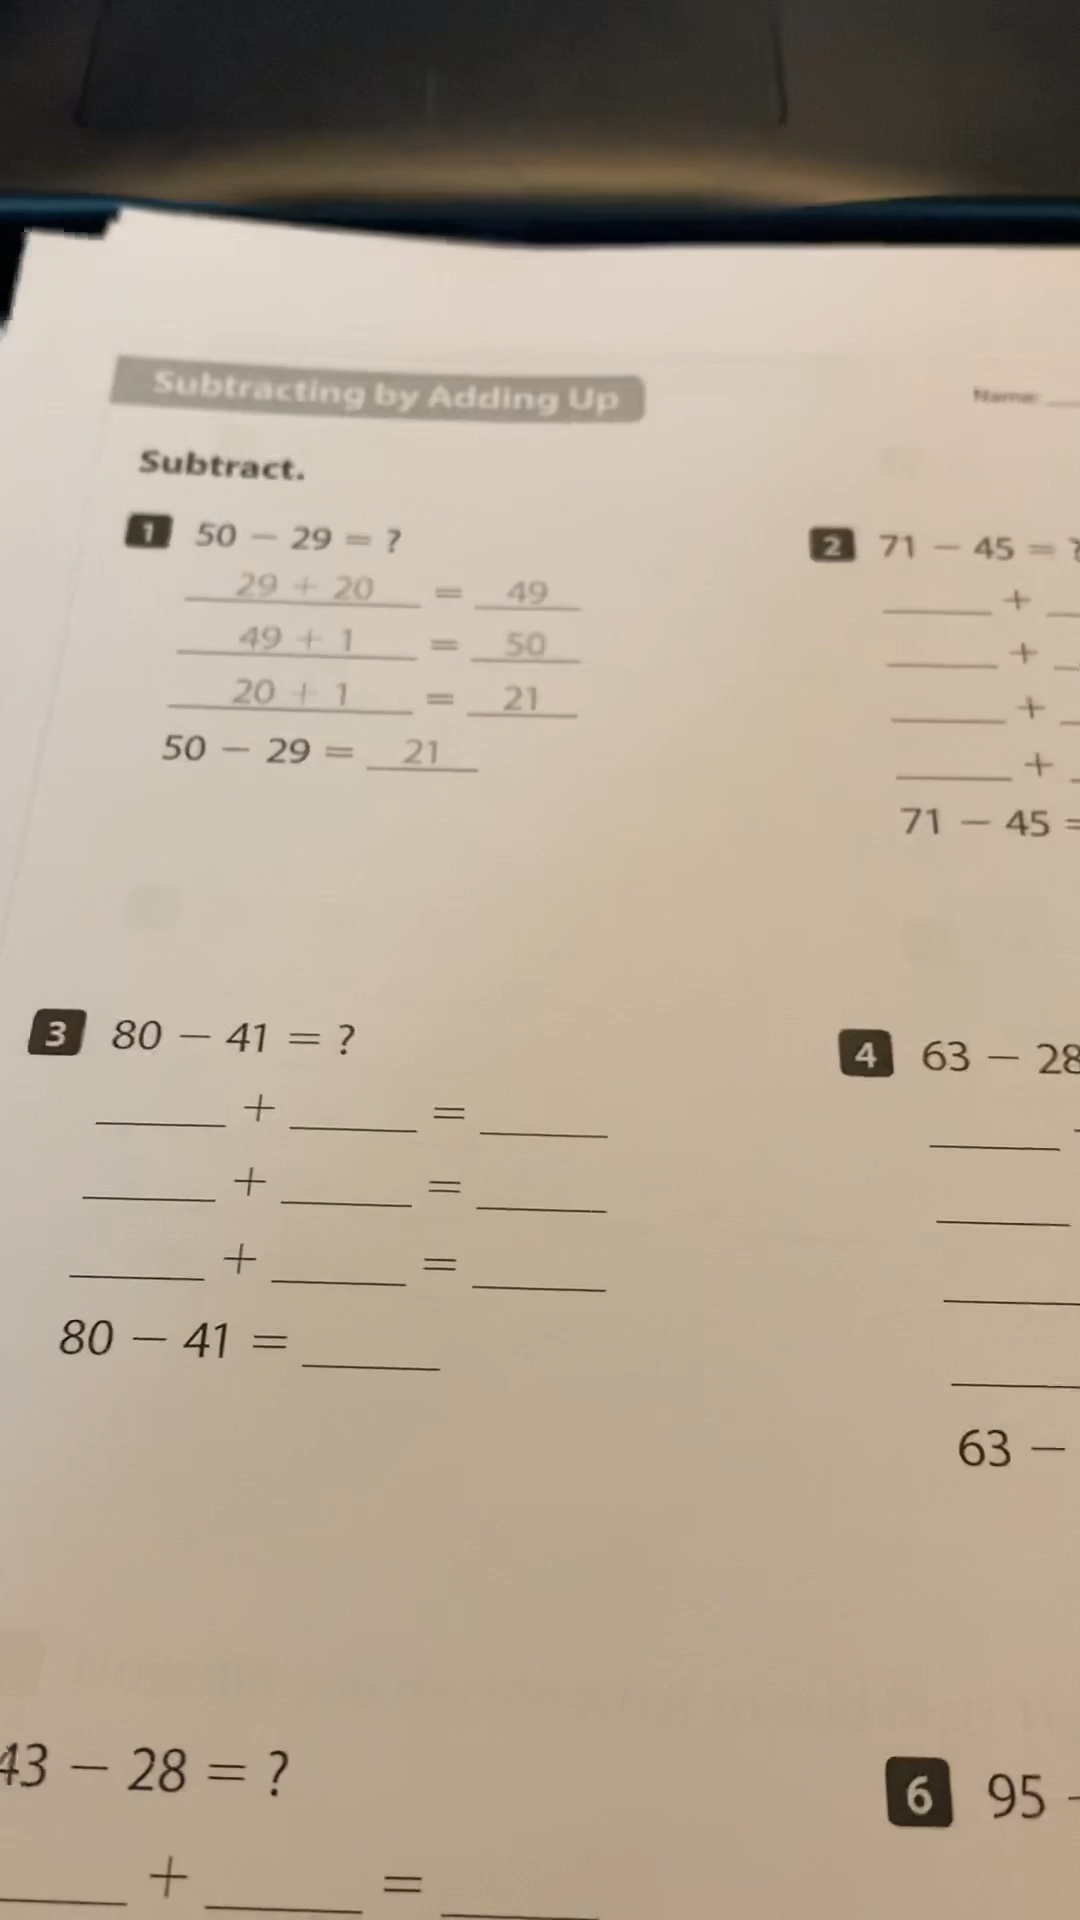 Subtracting by Adding Up
Name:
Subtract.
1 50 − 29 = ?
29 + 20 = 49
49 + 1 = 50
20 + 1 = 21
50 − 29 = 21
2 71 − 45 = ?
+
+
+
+
71 − 45 =
3 80 − 41 = ?
+ =
+ =
+ =
80 − 41 =
4 63 − 28
63 −
43 − 28 = ?
+ =
6 95 -